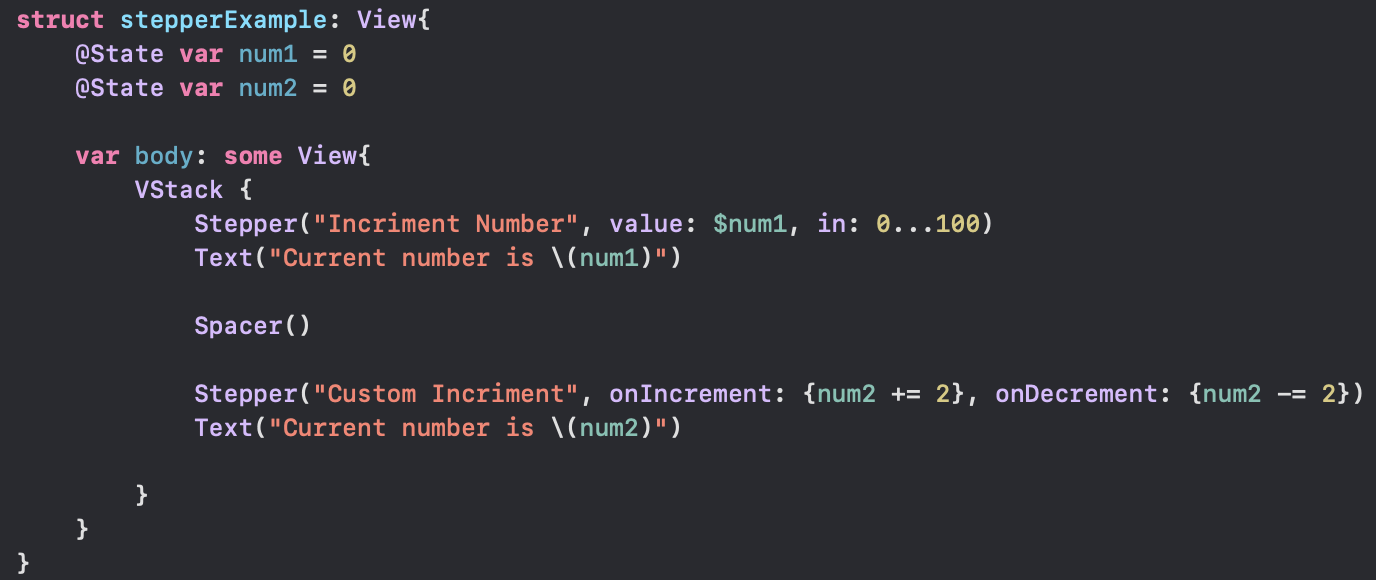 struct stepperExample: View{
    @State var num1 = 0
    @State var num2 = 0
    var body: some View{
        VStack {
            Stepper("Incriment Number", value: $num1, in: 0...100)
            Text("Current number is \(num1)")
            Spacer()
            Stepper("Custom Incriment", onIncrement: {num2 += 2}, onDecrement: {num2 -= 2})
            Text("Current number is \(num2)")
        }
    }
}